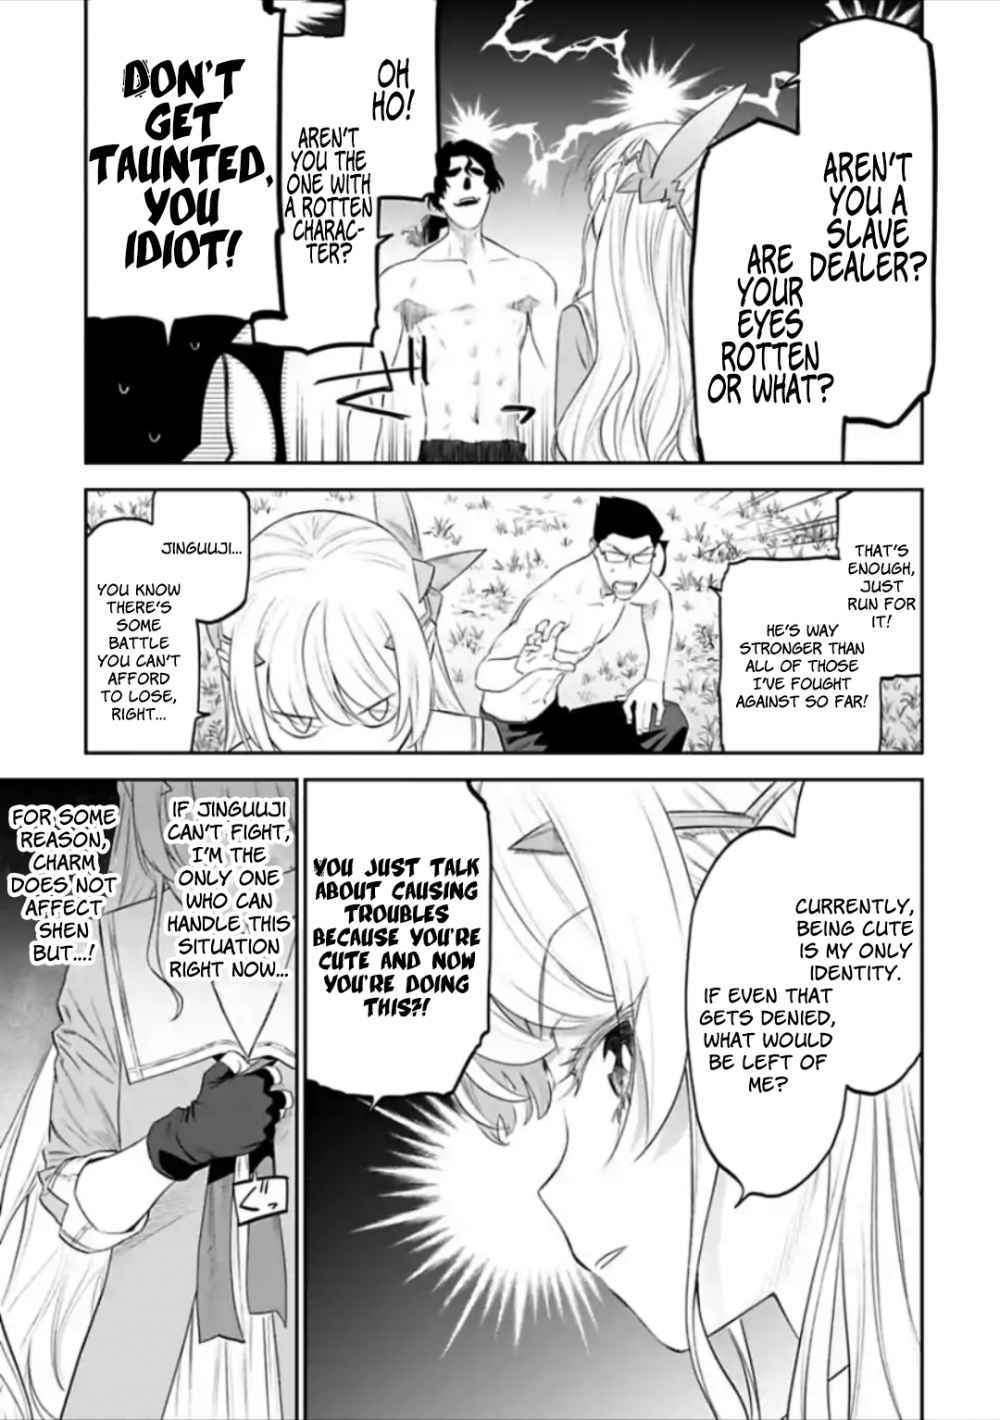 AREN'T
YOU A
SLAVE
DEALER?
ARE
YOUR
EYES
ROTTEN
OR WHAT?
OH
HO!
AREN'T
YOU THE
ONE WITH
A ROTTEN
CHARAC-
TER?
DON'T
GET
TAUNTED,
YOU
IDIOT!
THAT'S
ENOUGH,
JUST
RUN FOR
IT!
HE'S WAY
STRONGER THAN
ALL OF THOSE
I'VE FOUGHT
AGAINST SO FAR!
JINGUUJI...
YOU KNOW
THERE'S
SOME
BATTLE
YOU CAN'T
AFFORD
TO LOSE,
RIGHT...
CURRENTLY,
BEING CUTE
IS MY ONLY
IDENTITY.
IF EVEN THAT
GETS DENIED,
WHAT WOULD
BE LEFT OF
ME?
YOU JUST TALK
ABOUT CAUSING
TROUBLES
BECAUSE YOU'RE
CUTE AND NOW
YOU'RE DOING
THIS?!
IF JINGUUJI
CAN'T FIGHT,
I'M THE
ONLY ONE
WHO CAN
HANDLE THIS
SITUATION
RIGHT NOW...
FOR SOME
REASON,
CHARM
DOES NOT
AFFECT
SHEN
BUT...!
ぐっ